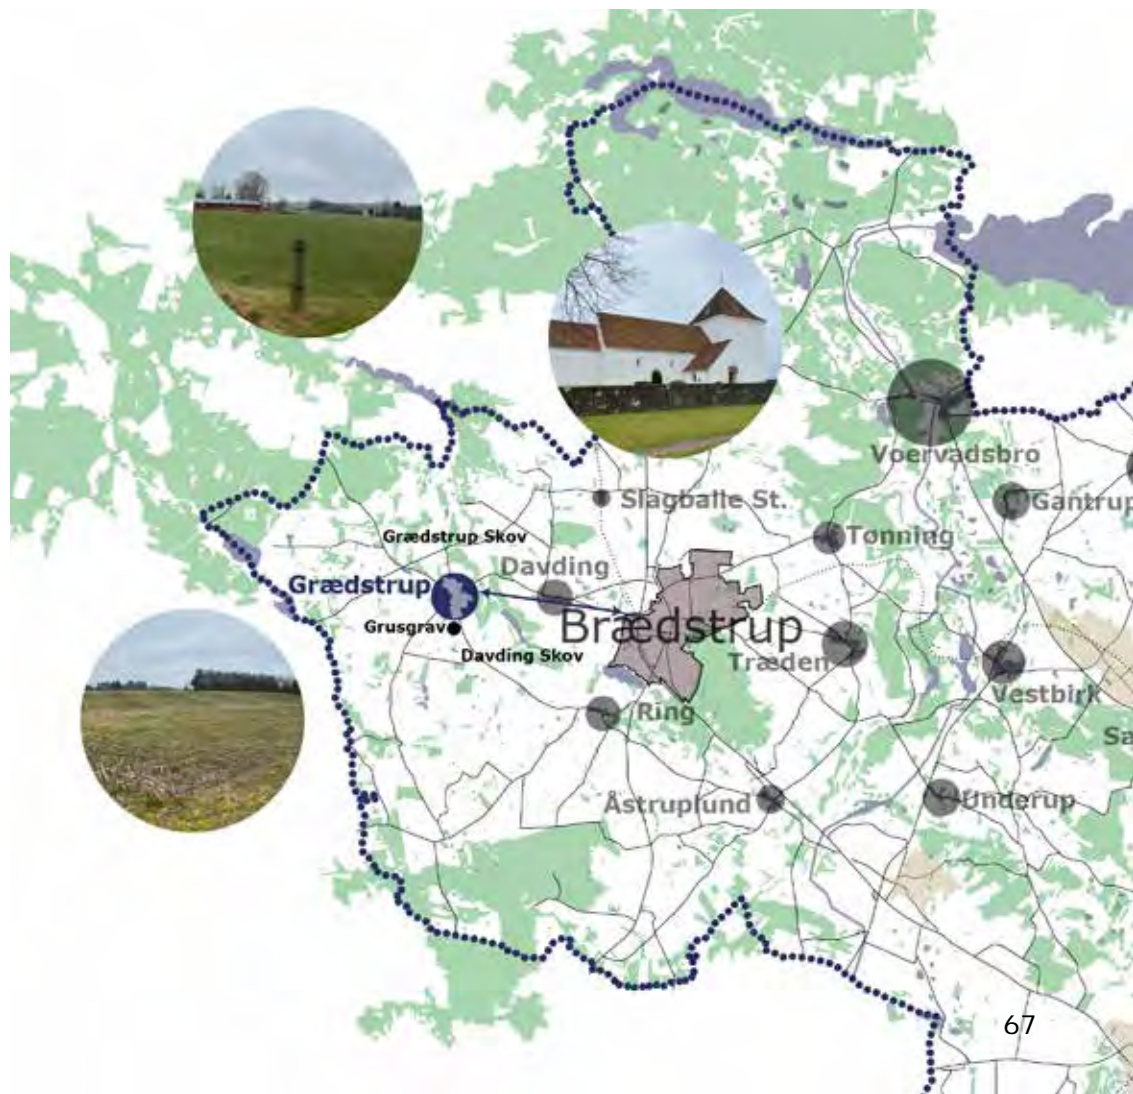 Voervadsbro
Slagballe St.
Gantrup
Grædstrup Skov
Tønning
Davding
Grædstrup
Brædstrup
Grusgrav
Davding Skov
Træden
Vestbirk
Ring
Åstruplund
Underup
67